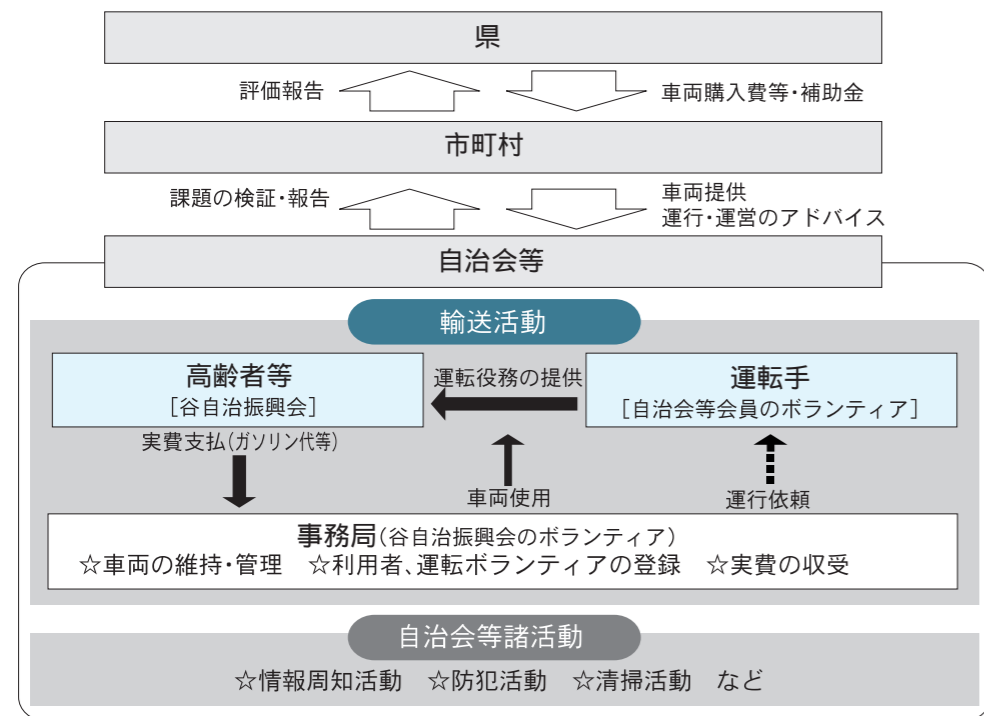 県
評価報告
車両購入費等・補助金
市町村
課題の検証・報告
車両提供
運行・運営のアドバイス
自治会等
輸送活動
高齢者等
［谷自治振興会］
運転役務の提供
運転手
［自治会等会員のボランティア］
実費支払（ガソリン代等）
車両使用
運行依頼
事務局（谷自治振興会のボランティア）
☆車両の維持・管理　☆利用者、運転ボランティアの登録　☆実費の収受
自治会等諸活動
☆情報周知活動　☆防犯活動　☆清掃活動　など